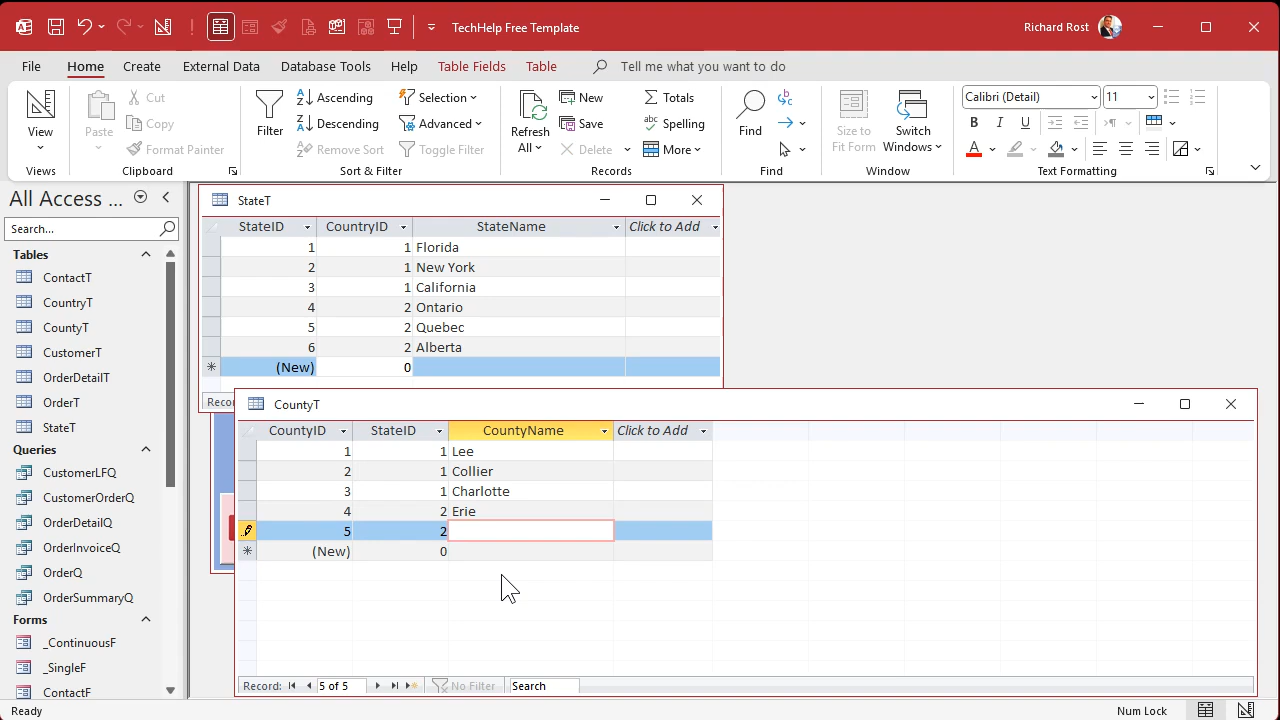 TechHelp Free Template
Richard Rost
File Home Create External Data Database Tools Help Table Fields Table Tell me what you want to do
View
Views
Paste
Cut
Copy
Format Painter
Clipboard
Filter
Ascending
Descending
Remove Sort
Selection
Advanced
Toggle Filter
Sort & Filter
Refresh
All
New
Save
Delete
Totals
Spelling
More
Records
Find
Find
Size to
Fit Form
Switch
Windows
Window
Calibri (Detail) 11
B I U
Text Formatting
All Access ...
Search...
Tables
ContactT
CountryT
CountyT
CustomerT
OrderDetailT
OrderT
StateT
Queries
CustomerLFQ
CustomerOrderQ
OrderDetailQ
OrderInvoiceQ
OrderQ
OrderSummaryQ
Forms
_ContinuousF
_SingleF
ContactF
StateT
StateID CountryID StateName Click to Add
1 1 Florida
2 1 New York
3 1 California
4 2 Ontario
5 2 Quebec
6 2 Alberta
(New) 0
Recor
CountyT
CountyID StateID CountyName Click to Add
1 1 Lee
2 1 Collier
3 1 Charlotte
4 2 Erie
5 2
(New) 0
Record: 5 of 5 No Filter Search
Ready
Num Lock